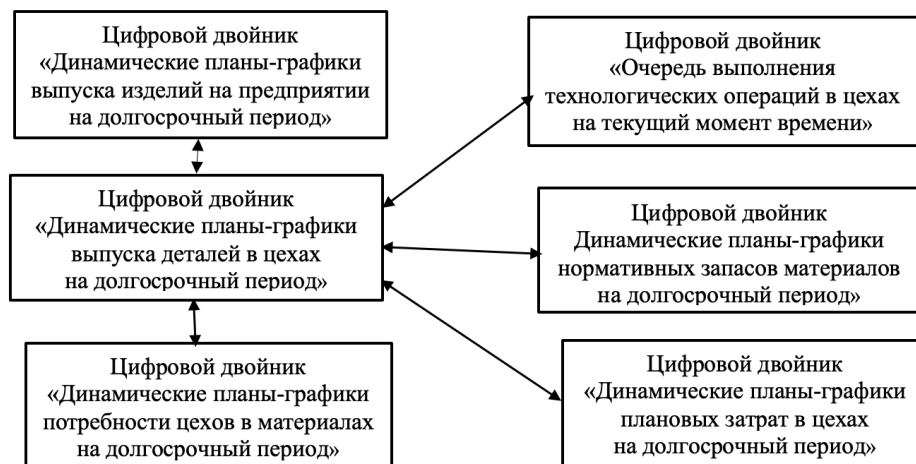 Цифровой двойник
«Динамические планы-графики
выпуска изделий на предприятии
на долгосрочный период»
Цифровой двойник
«Очередь выполнения
технологических операций в цехах
на текущий момент времени»
Цифровой двойник
«Динамические планы-графики
выпуска деталей в цехах
на долгосрочный период»
Цифровой двойник
Динамические планы-графики
нормативных запасов материалов
на долгосрочный период»
Цифровой двойник
«Динамические планы-графики
потребности цехов в материалах
на долгосрочный период»
Цифровой двойник
«Динамические планы-графики
плановых затрат в цехах
на долгосрочный период»